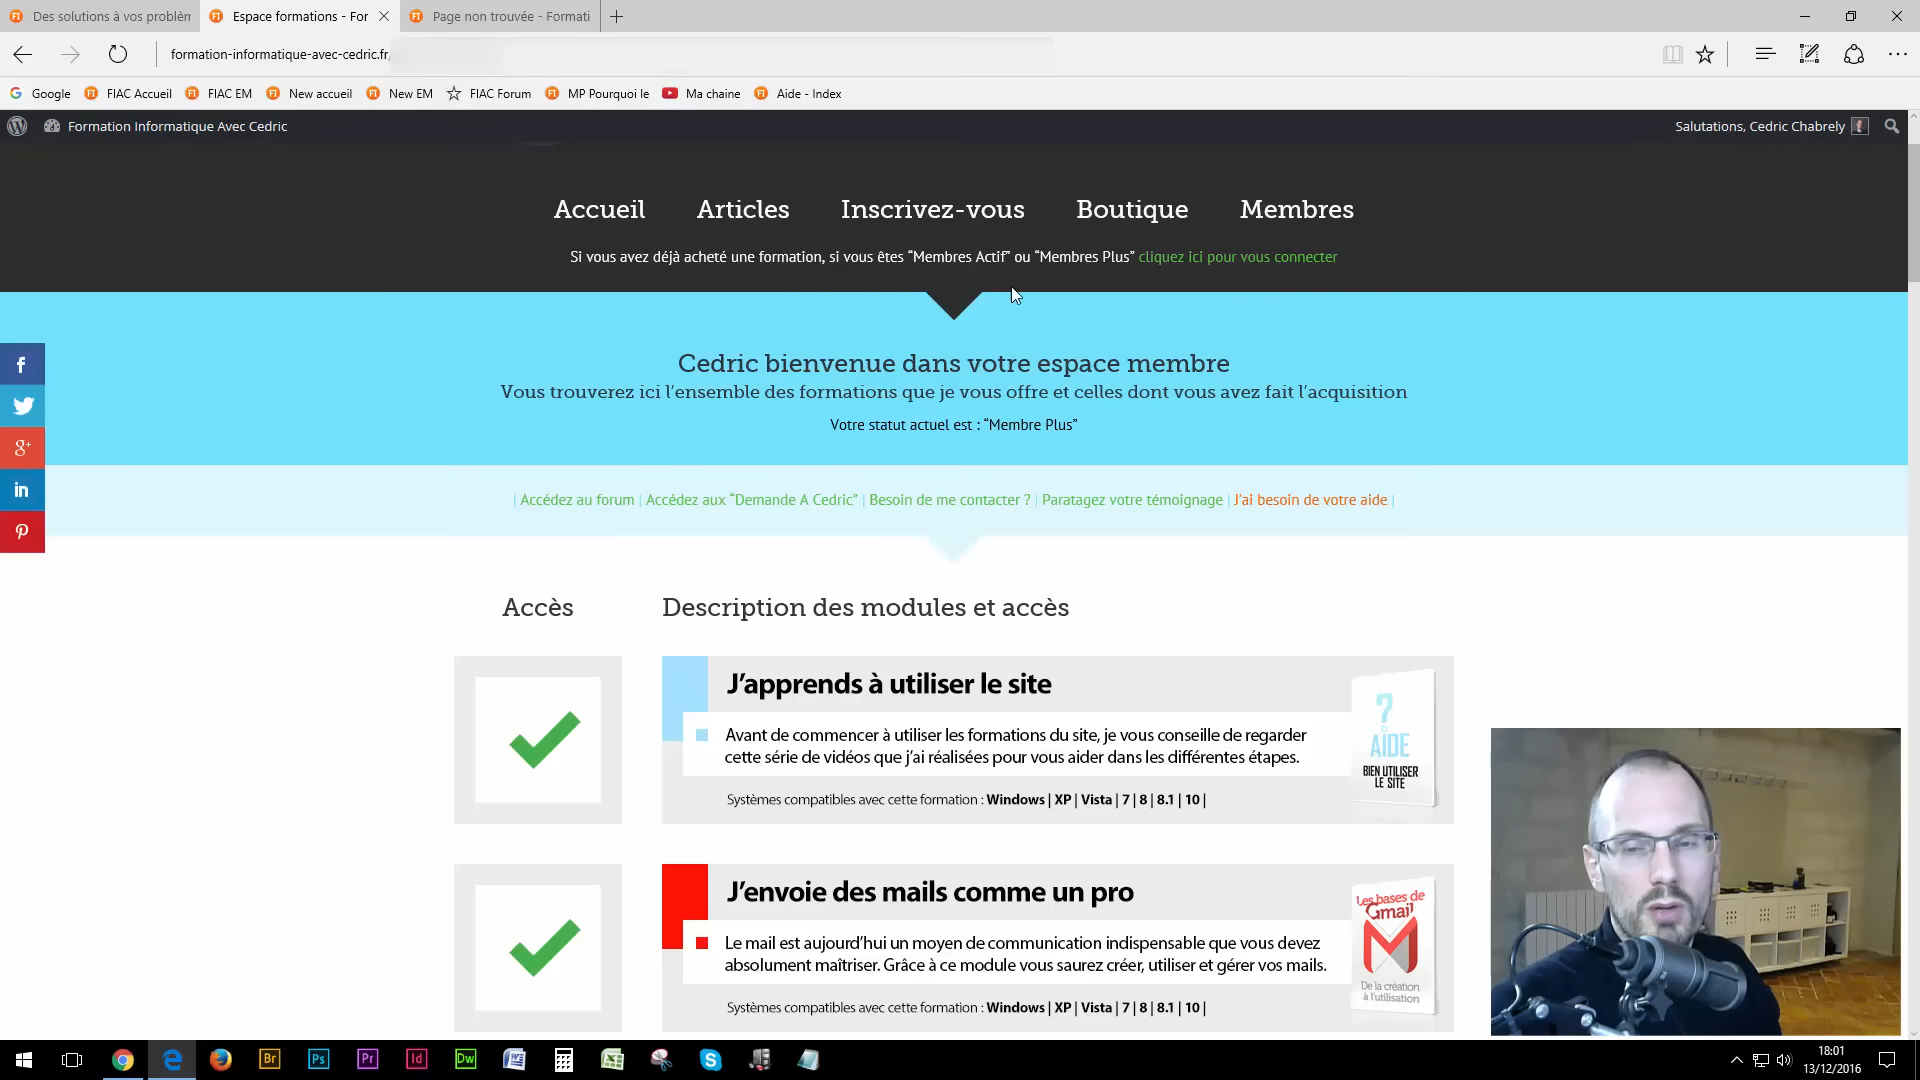 Des solutions à vos problèm
Espace formations - For
Page non trouvée - Formati
formation-informatique-avec-cedric.fr,
Google
FIAC Accueil
FIAC EM
New accueil
New EM
FIAC Forum
MP Pourquoi le
Ma chaine
Aide - Index
Formation Informatique Avec Cedric
Salutations, Cedric Chabrely
Accueil
Articles
Inscrivez-vous
Boutique
Membres
Si vous avez déjà acheté une formation, si vous êtes “Membres Actif” ou “Membres Plus” cliquez ici pour vous connecter
Cedric bienvenue dans votre espace membre
Vous trouverez ici l’ensemble des formations que je vous offre et celles dont vous avez fait l’acquisition
Votre statut actuel est : “Membre Plus”
| Accédez au forum | Accédez aux “Demande A Cedric” | Besoin de me contacter ? | Paratagez votre témoignage | J’ai besoin de votre aide |
Accès
Description des modules et accès
J’apprends à utiliser le site
Avant de commencer à utiliser les formations du site, je vous conseille de regarder
cette série de vidéos que j’ai réalisées pour vous aider dans les différentes étapes.
Systèmes compatibles avec cette formation : Windows | XP | Vista | 7 | 8 | 8.1 | 10 |
?
AIDE
BIEN UTILISER
LE SITE
J’envoie des mails comme un pro
Le mail est aujourd’hui un moyen de communication indispensable que vous devez
absolument maîtriser. Grâce à ce module vous saurez créer, utiliser et gérer vos mails.
Systèmes compatibles avec cette formation : Windows | XP | Vista | 7 | 8 | 8.1 | 10 |
Les bases de
Gmail
De la création
à l’utilisation
Br
Ps
Pr
Id
Dw
18:01
13/12/2016